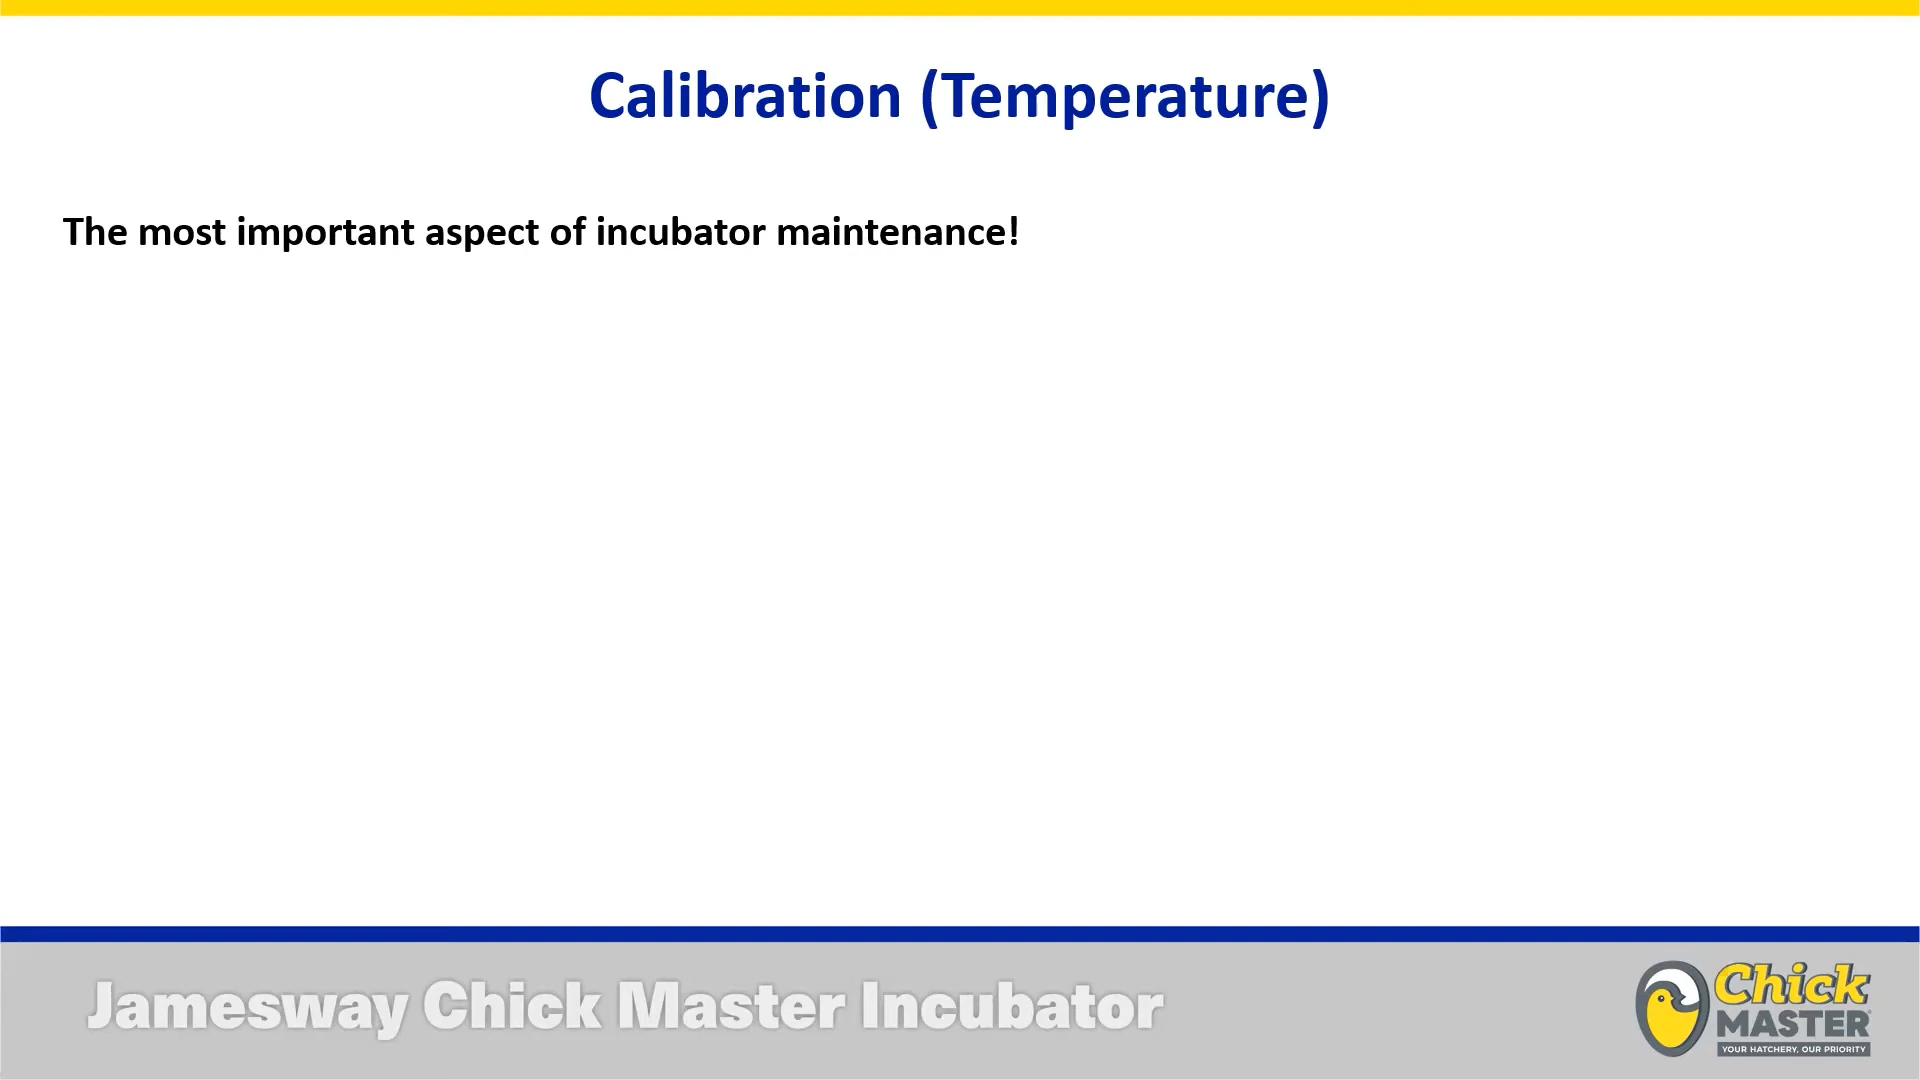 Calibration (Temperature)
The most important aspect of incubator maintenance!
Jamesway Chick Master Incubator
Chick
MASTER
YOUR HATCHERY, OUR PRIORITY